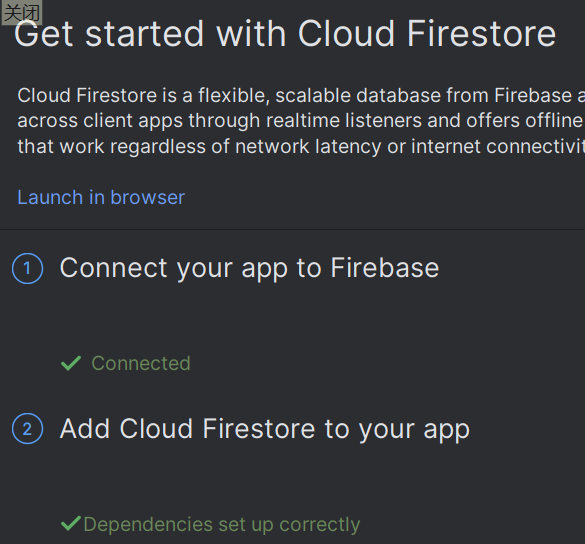 关闭
Get started with Cloud Firestore
Cloud Firestore is a flexible, scalable database from Firebase a
across client apps through realtime listeners and offers offline
that work regardless of network latency or internet connectivit
Launch in browser
1 Connect your app to Firebase
Connected
2 Add Cloud Firestore to your app
Dependencies set up correctly